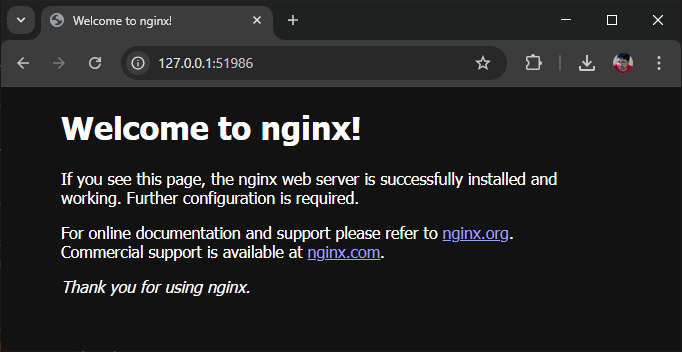 Welcome to nginx!
127.0.0.1:51986
Welcome to nginx!
If you see this page, the nginx web server is successfully installed and
working. Further configuration is required.
For online documentation and support please refer to nginx.org.
Commercial support is available at nginx.com.
Thank you for using nginx.